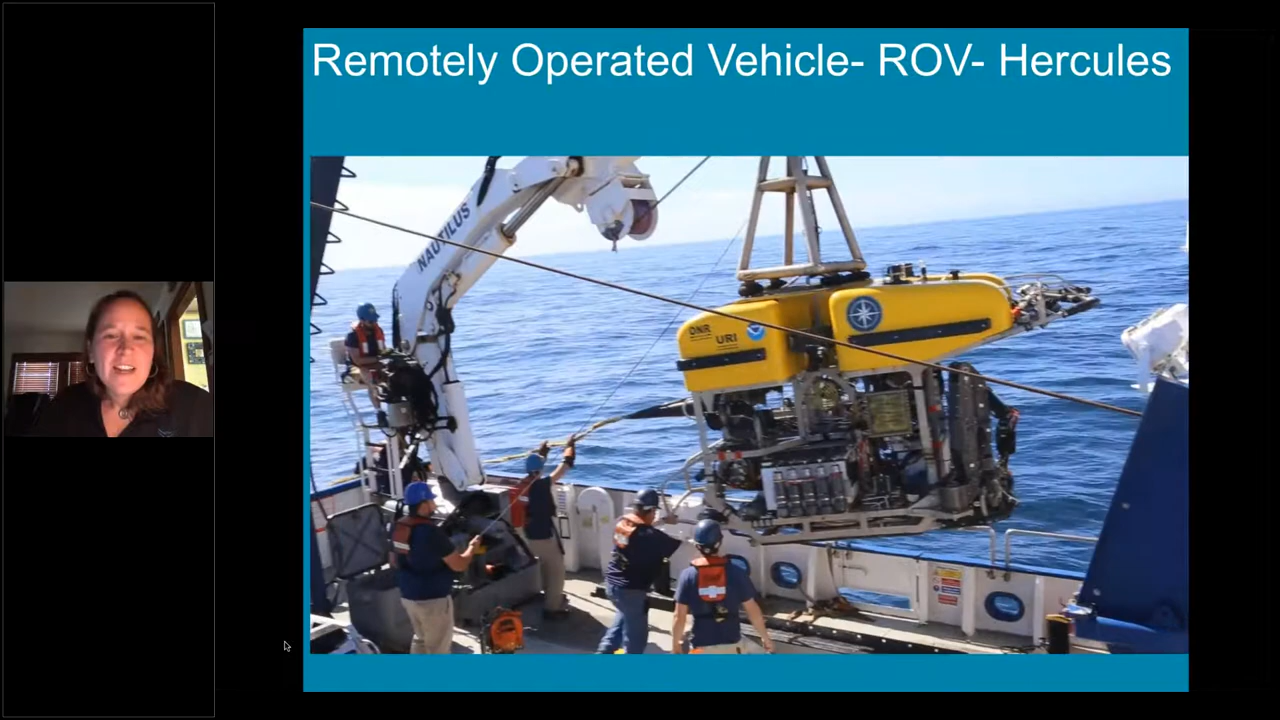 Remotely Operated Vehicle- ROV- Hercules
NAUTILUS
ONR
URI